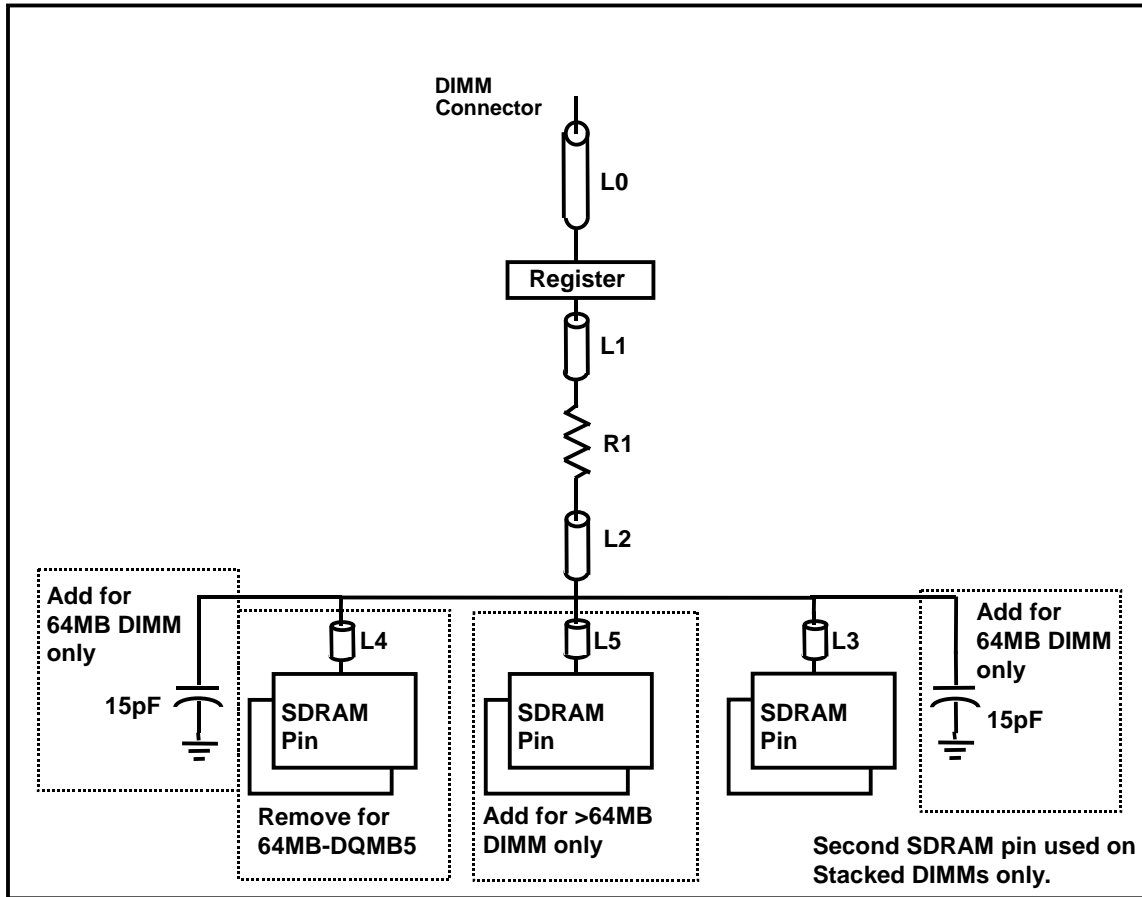 DIMM
Connector
L0
Register
L1
R1
L2
Add for
64MB DIMM
only
15pF
L4
SDRAM
Pin
Remove for
64MB-DQMB5
L5
SDRAM
Pin
Add for >64MB
DIMM only
L3
SDRAM
Pin
Add for
64MB DIMM
only
15pF
Second SDRAM pin used on
Stacked DIMMs only.